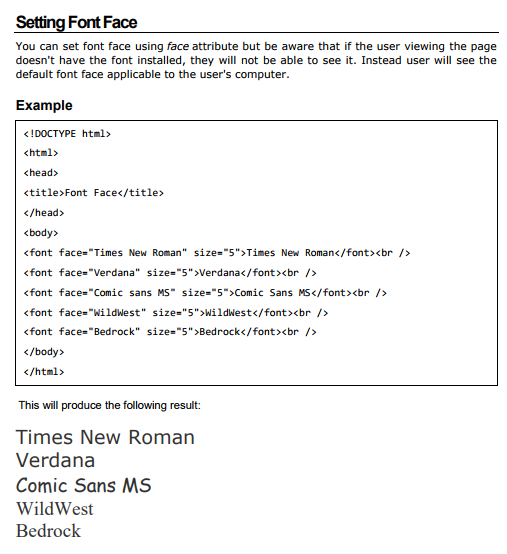 Setting Font Face
You can set font face using face attribute but be aware that if the user viewing the page
doesn't have the font installed, they will not be able to see it. Instead user will see the
default font face applicable to the user's computer.
Example
<!DOCTYPE html>
<html>
<head>
<title>Font Face</title>
</head>
<body>
<font face="Times New Roman" size="5">Times New Roman</font><br />
<font face="Verdana" size="5">Verdana</font><br />
<font face="Comic sans MS" size="5">Comic Sans MS</font><br />
<font face="WildWest" size="5">WildWest</font><br />
<font face="Bedrock" size="5">Bedrock</font><br />
</body>
</html>
This will produce the following result:
Times New Roman
Verdana
Comic Sans MS
WildWest
Bedrock